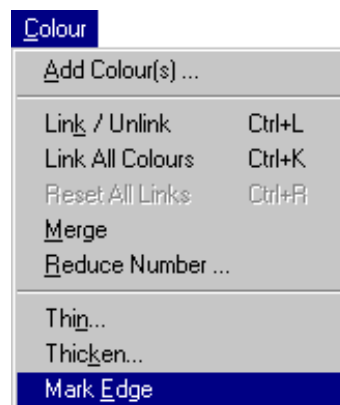 Colour
Add Colour(s) ...
Link / Unlink Ctrl+L
Link All Colours Ctrl+K
Reset All Links Ctrl+R
Merge
Reduce Number ...
Thin...
Thicken...
Mark Edge